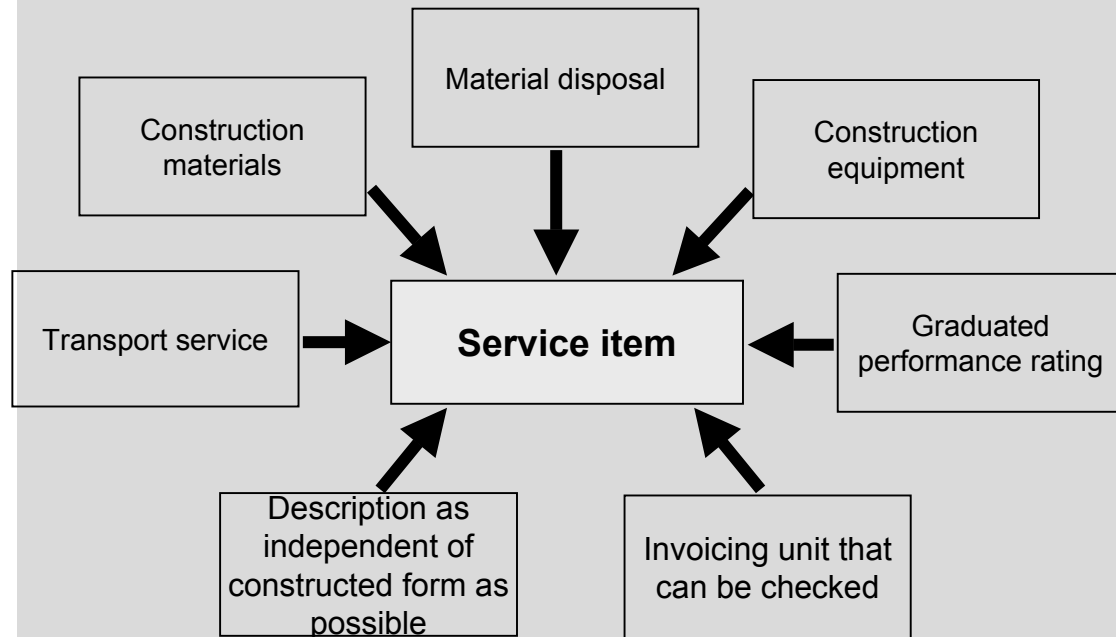 Material disposal
Construction
materials
Construction
equipment
Transport service
Service item
Graduated
performance rating
Description as
independent of
constructed form as
possible
Invoicing unit that
can be checked